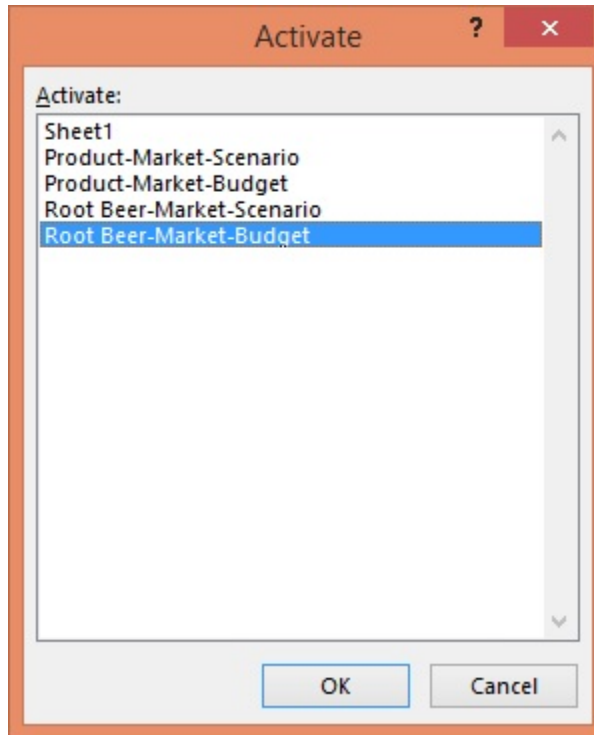 Activate
?
×
Activate:
Sheet1
Product-Market-Scenario
Product-Market-Budget
Root Beer-Market-Scenario
Root Beer-Market-Budget
OK
Cancel